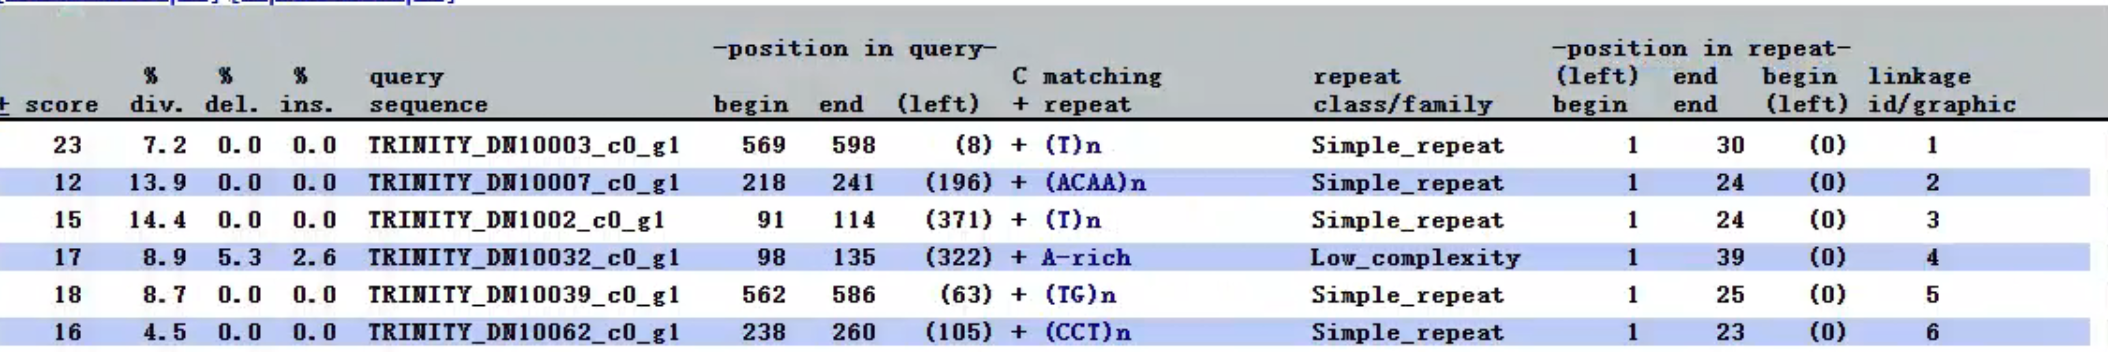 -position in query- -position in repeat-
% % % query C matching repeat (left) end begin linkage
± score div. del. ins. sequence begin end (left) + repeat class/family begin end (left) id/graphic
23 7.2 0.0 0.0 TRINITY_DN10003_c0_g1 569 598 (8) + (T)n Simple_repeat 1 30 (0) 1
12 13.9 0.0 0.0 TRINITY_DN10007_c0_g1 218 241 (196) + (ACAA)n Simple_repeat 1 24 (0) 2
15 14.4 0.0 0.0 TRINITY_DN1002_c0_g1 91 114 (371) + (T)n Simple_repeat 1 24 (0) 3
17 8.9 5.3 2.6 TRINITY_DN10032_c0_g1 98 135 (322) + A-rich Low_complexity 1 39 (0) 4
18 8.7 0.0 0.0 TRINITY_DN10039_c0_g1 562 586 (63) + (TG)n Simple_repeat 1 25 (0) 5
16 4.5 0.0 0.0 TRINITY_DN10062_c0_g1 238 260 (105) + (CCT)n Simple_repeat 1 23 (0) 6